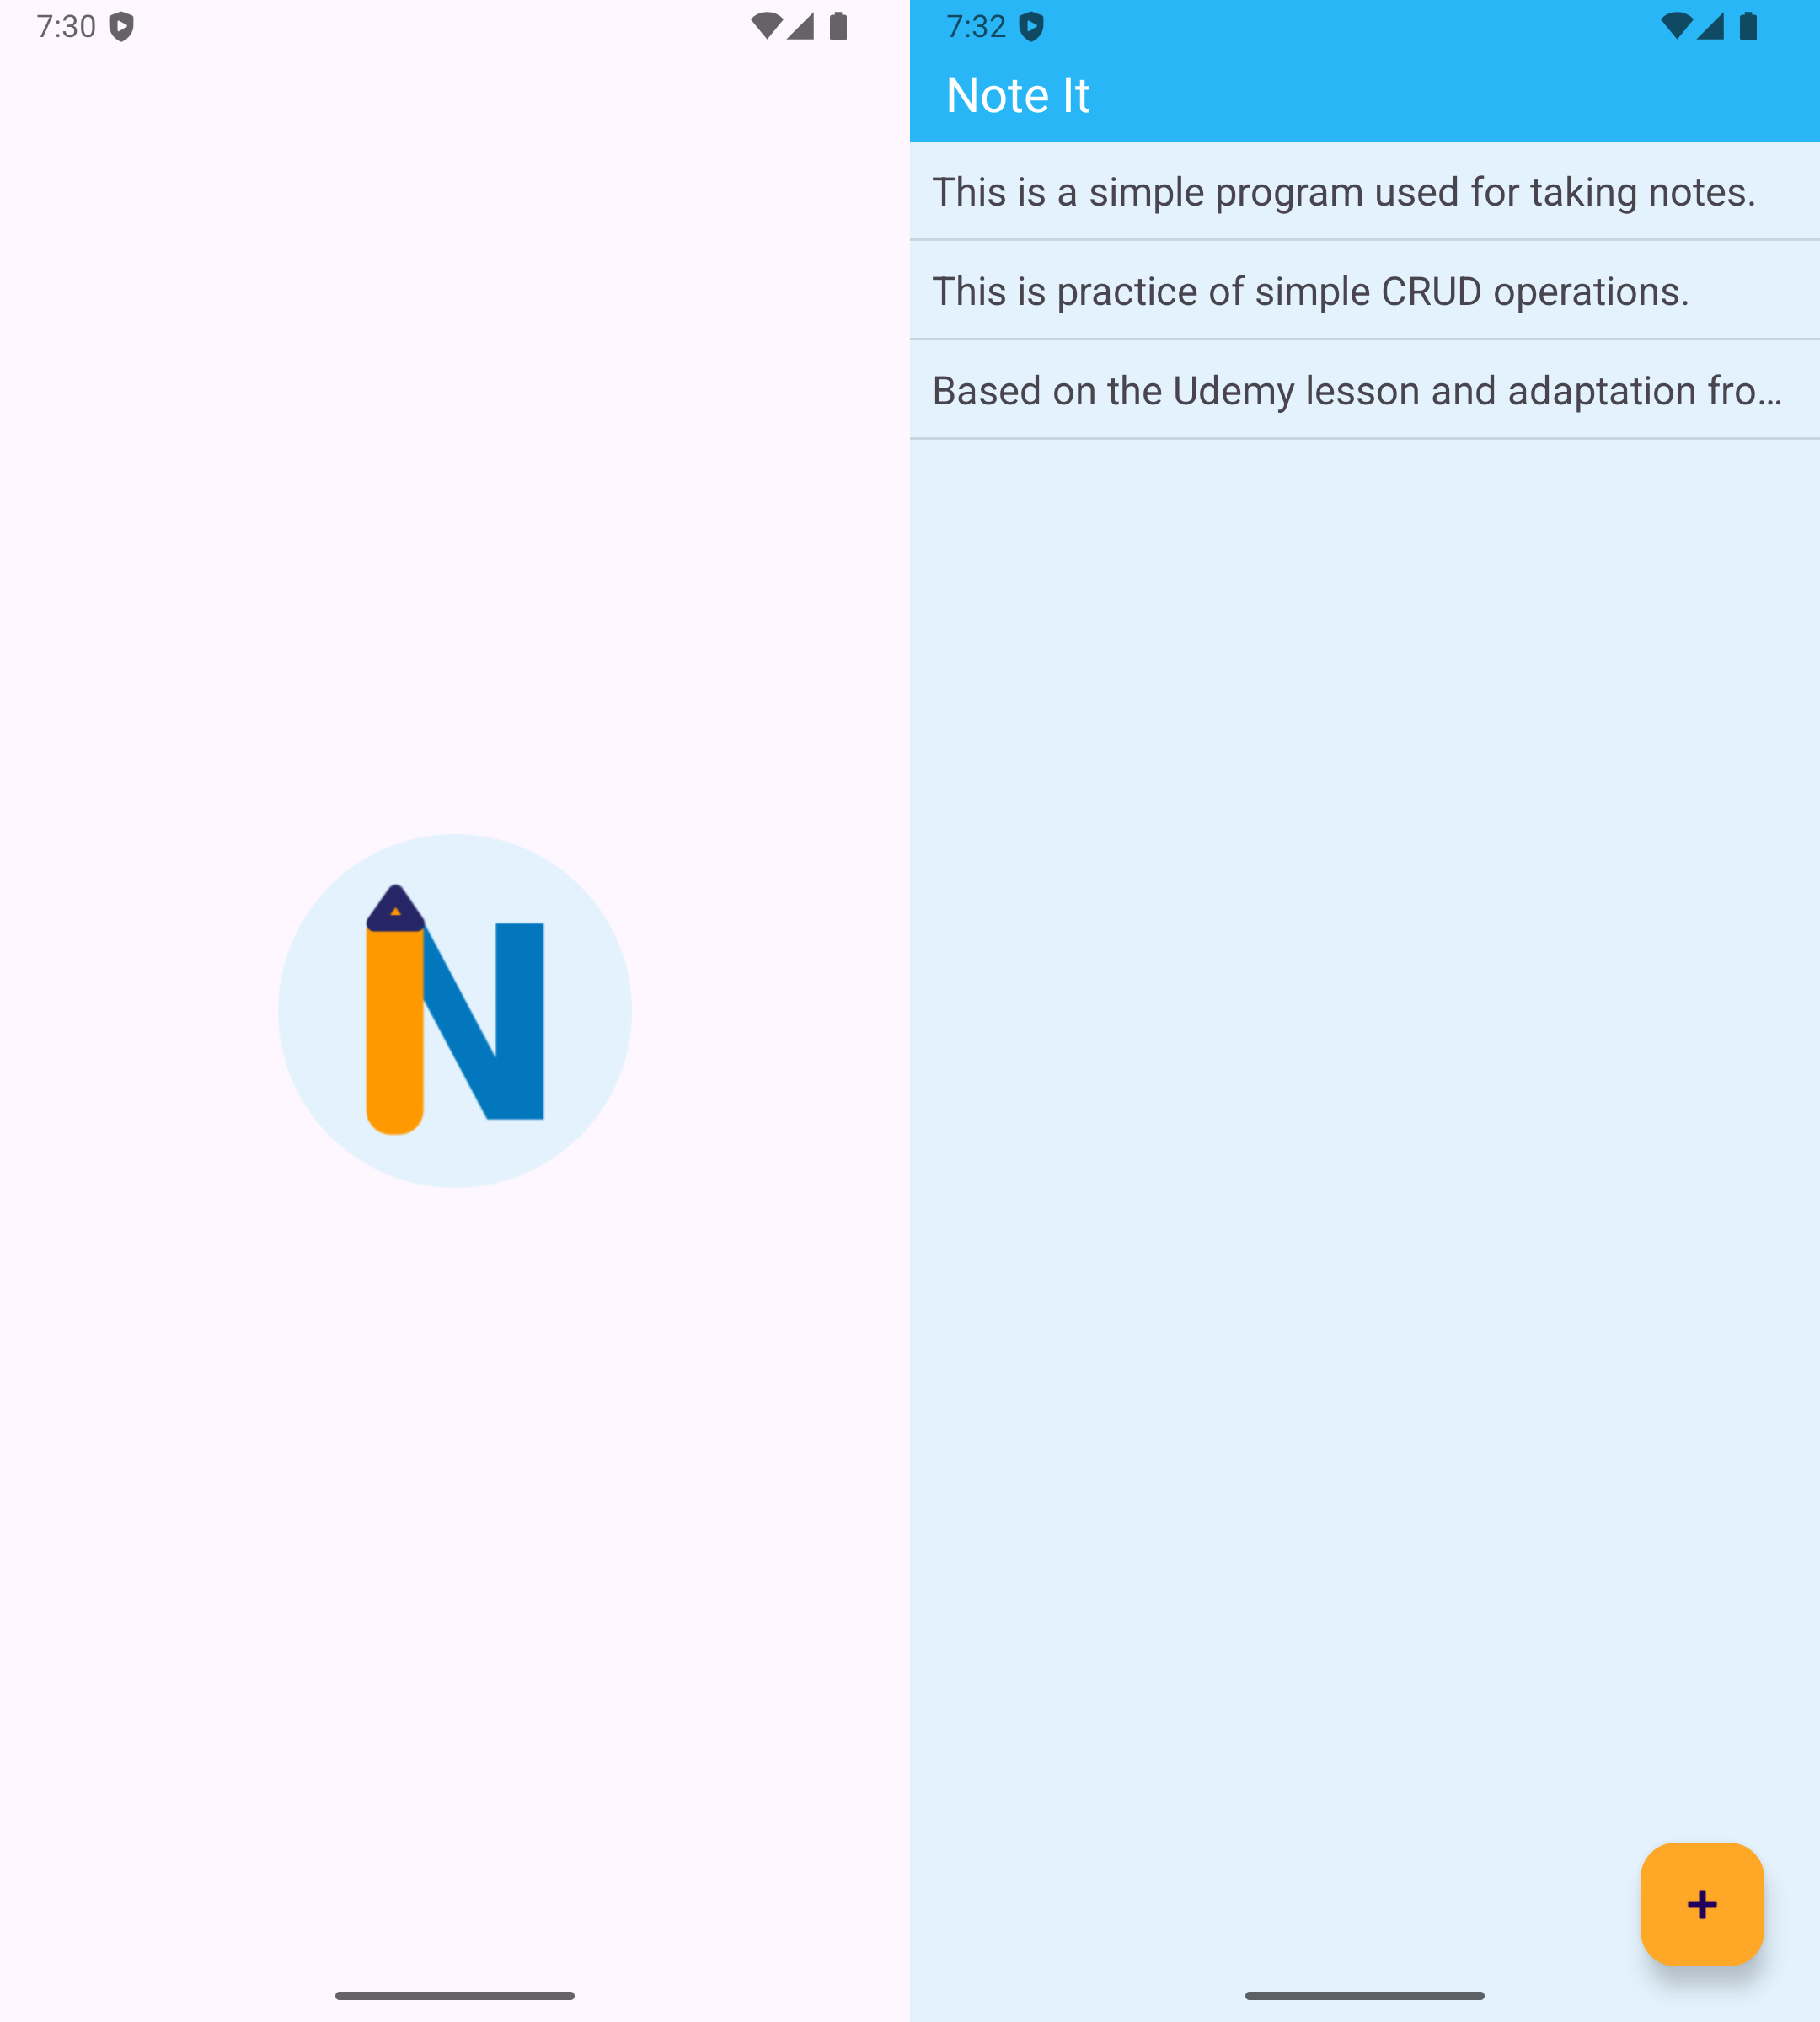 7:30
N
7:32
Note It
This is a simple program used for taking notes.
This is practice of simple CRUD operations.
Based on the Udemy lesson and adaptation fro...
+